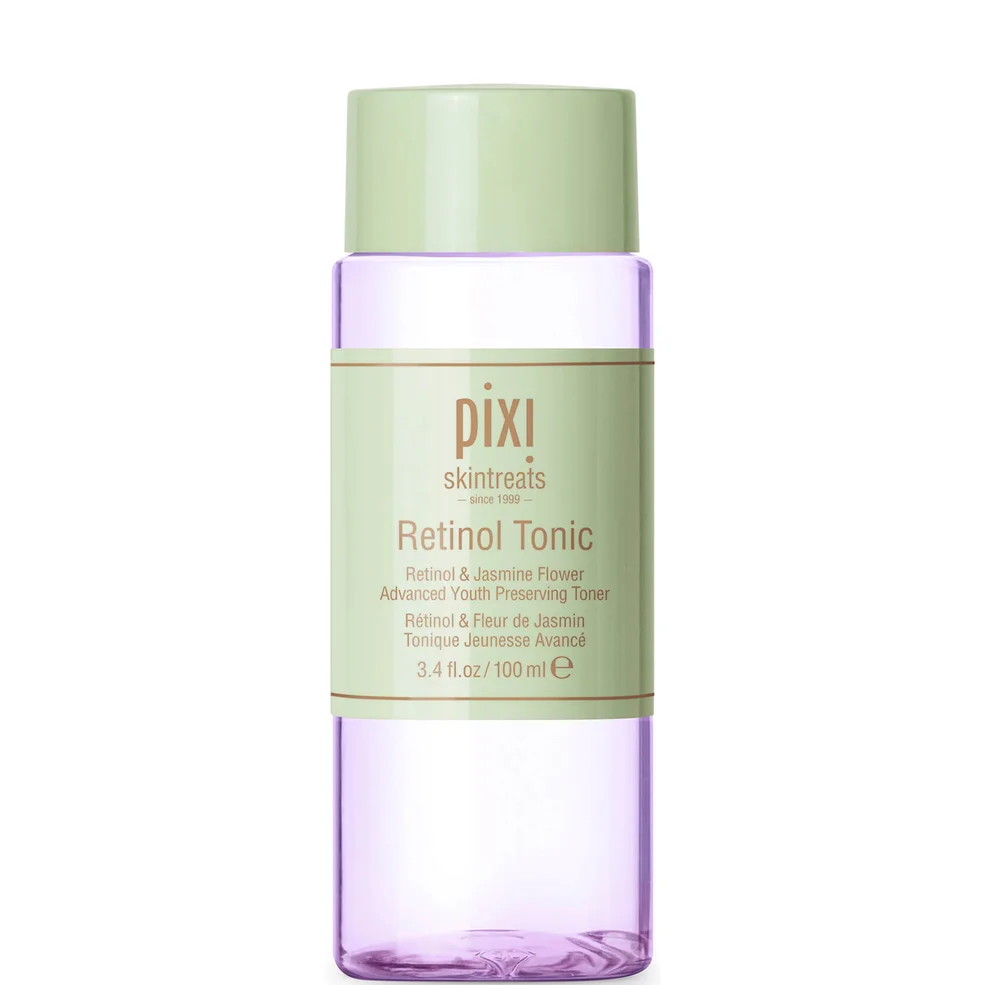 pixi
skintreats
– since 1999 –
Retinol Tonic
Retinol & Jasmine Flower
Advanced Youth Preserving Toner
Rétinol & Fleur de Jasmin
Tonique Jeunesse Avancé
3.4 fl.oz / 100 ml ℮